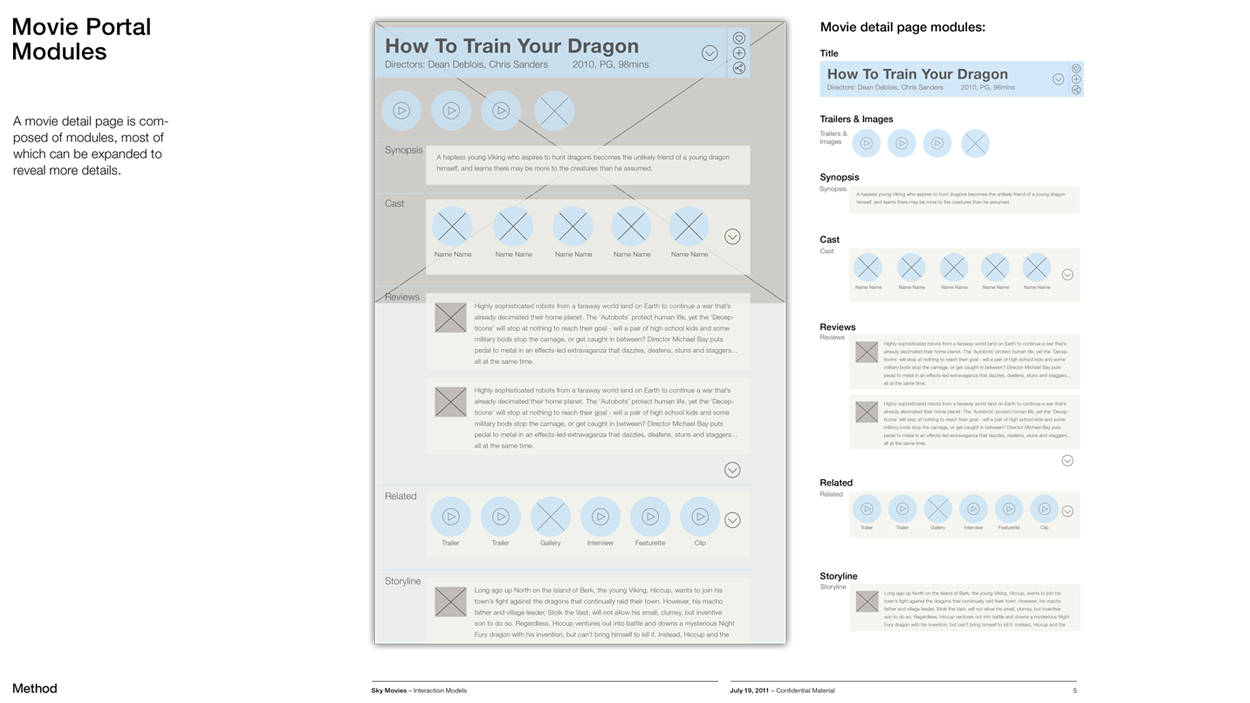 Movie Portal
Modules
A movie detail page is com-
posed of modules, most of
which can be expanded to
reveal more details.
How To Train Your Dragon
Directors: Dean Deblois, Chris Sanders 2010, PG, 98mins
Synopsis
A hapless young Viking who aspires to hunt dragons becomes the unlikely friend of a young dragon
himself, and learns there may be more to the creatures than he assumed.
Cast
Name Name Name Name Name Name Name Name Name Name
Reviews
Highly sophisticated robots from a faraway world land on Earth to continue a war that's
already decimated their home planet. The 'Autobots' protect human life, yet the 'Decep-
ticons' will stop at nothing to reach their goal - will a pair of high school kids and some
military bods stop the carnage, or get caught in between? Director Michael Bay puts
pedal to metal in an effects-led extravaganza that dazzles, deafens, stuns and staggers...
all at the same time.
Highly sophisticated robots from a faraway world land on Earth to continue a war that's
already decimated their home planet. The 'Autobots' protect human life, yet the 'Decep-
ticons' will stop at nothing to reach their goal - will a pair of high school kids and some
military bods stop the carnage, or get caught in between? Director Michael Bay puts
pedal to metal in an effects-led extravaganza that dazzles, deafens, stuns and staggers...
all at the same time.
Related
Trailer Trailer Gallery Interview Featurette Clip
Storyline
Long ago up North on the Island of Berk, the young Viking, Hiccup, wants to join his
town's fight against the dragons that continually raid their town. However, his macho
father and village leader, Stoik the Vast, will not allow his small, clumsy, but inventive
son to do so. Regardless, Hiccup ventures out into battle and downs a mysterious Night
Fury dragon with his invention, but can't bring himself to kill it. Instead, Hiccup and the
Movie detail page modules:
Title
How To Train Your Dragon
Directors: Dean Deblois, Chris Sanders 2010, PG, 98mins
Trailers & Images
Trailers &
Images
Synopsis
Synopsis
A hapless young Viking who aspires to hunt dragons becomes the unlikely friend of a young dragon
himself, and learns there may be more to the creatures than he assumed.
Cast
Cast
Name Name Name Name Name Name Name Name Name Name
Reviews
Reviews
Highly sophisticated robots from a faraway world land on Earth to continue a war that's
already decimated their home planet. The 'Autobots' protect human life, yet the 'Decep-
ticons' will stop at nothing to reach their goal - will a pair of high school kids and some
military bods stop the carnage, or get caught in between? Director Michael Bay puts
pedal to metal in an effects-led extravaganza that dazzles, deafens, stuns and staggers...
all at the same time.
Highly sophisticated robots from a faraway world land on Earth to continue a war that's
already decimated their home planet. The 'Autobots' protect human life, yet the 'Decep-
ticons' will stop at nothing to reach their goal - will a pair of high school kids and some
military bods stop the carnage, or get caught in between? Director Michael Bay puts
pedal to metal in an effects-led extravaganza that dazzles, deafens, stuns and staggers...
all at the same time.
Related
Related
Trailer Trailer Gallery Interview Featurette Clip
Storyline
Storyline
Long ago up North on the Island of Berk, the young Viking, Hiccup, wants to join his
town's fight against the dragons that continually raid their town. However, his macho
father and village leader, Stoik the Vast, will not allow his small, clumsy, but inventive
son to do so. Regardless, Hiccup ventures out into battle and downs a mysterious Night
Fury dragon with his invention, but can't bring himself to kill it. Instead, Hiccup and the
Method
Sky Movies – Interaction Models
July 19, 2011 – Confidential Material
5